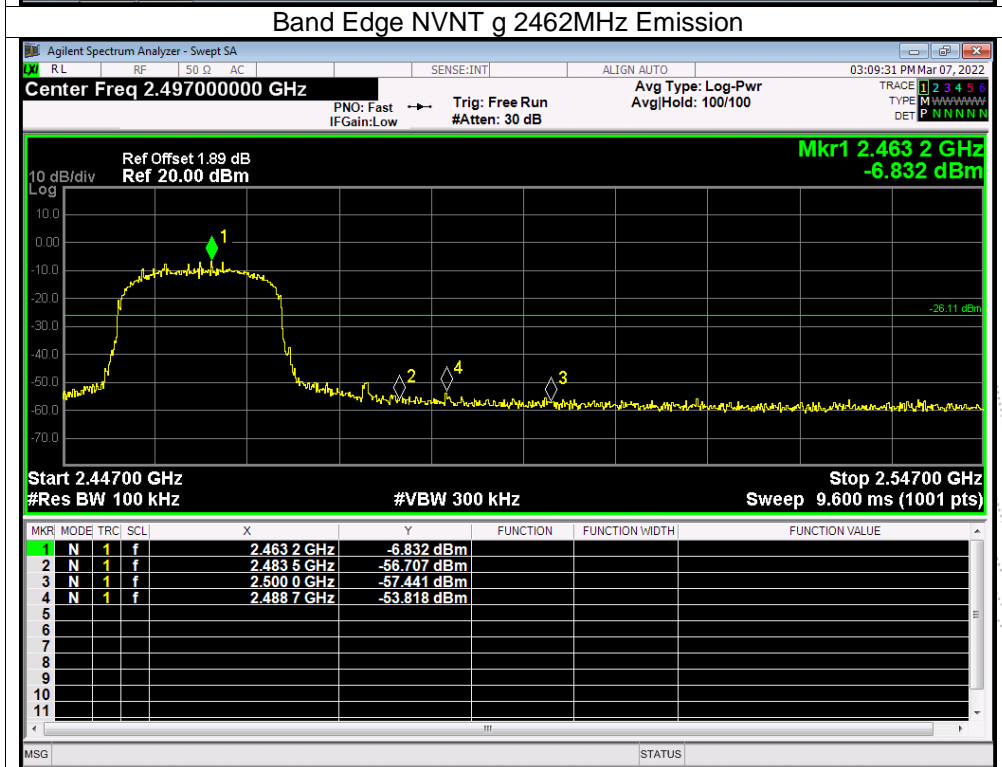 Band Edge NVNT g 2462MHz Emission
Agilent Spectrum Analyzer - Swept SA
LXI RL RF 50 Ω AC SENSE:INT ALIGN AUTO 03:09:31 PM Mar 07, 2022
Center Freq 2.497000000 GHz Avg Type: Log-Pwr TRACE 1 2 3 4 5 6
PNO: Fast Trig: Free Run Avg|Hold: 100/100 TYPE M WWWWW
IFGain:Low #Atten: 30 dB DET P N N N N N
Mkr1 2.463 2 GHz
Ref Offset 1.89 dB
10 dB/div Ref 20.00 dBm -6.832 dBm
Log
10.0
0.00
1
-10.0
-20.0
-26.11 dBm
-30.0
-40.0
2 4 3
-50.0
-60.0
-70.0
Start 2.44700 GHz Stop 2.54700 GHz
#Res BW 100 kHz #VBW 300 kHz Sweep 9.600 ms (1001 pts)
MKR MODE TRC SCL X Y FUNCTION FUNCTION WIDTH FUNCTION VALUE
1 N 1 f 2.463 2 GHz -6.832 dBm
2 N 1 f 2.483 5 GHz -56.707 dBm
3 N 1 f 2.500 0 GHz -57.441 dBm
4 N 1 f 2.488 7 GHz -53.818 dBm
5
6
7
8
9
10
11
MSG STATUS